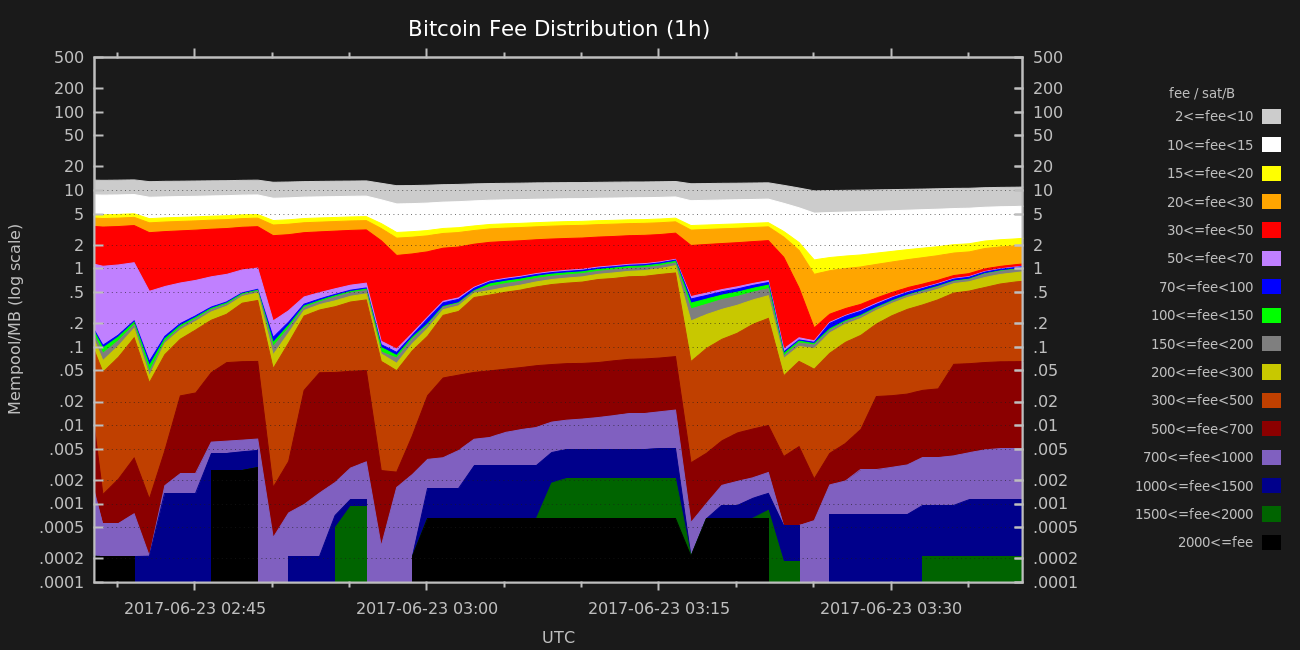 Bitcoin Fee Distribution (1h)
Mempool/MB (log scale)
500
200
100
50
20
10
5
2
1
.5
.2
.1
.05
.02
.01
.005
.002
.001
.0005
.0002
.0001
500
200
100
50
20
10
5
2
1
.5
.2
.1
.05
.02
.01
.005
.002
.001
.0005
.0002
.0001
2017-06-23 02:45
2017-06-23 03:00
2017-06-23 03:15
2017-06-23 03:30
UTC
fee / sat/B
2<=fee<10
10<=fee<15
15<=fee<20
20<=fee<30
30<=fee<50
50<=fee<70
70<=fee<100
100<=fee<150
150<=fee<200
200<=fee<300
300<=fee<500
500<=fee<700
700<=fee<1000
1000<=fee<1500
1500<=fee<2000
2000<=fee